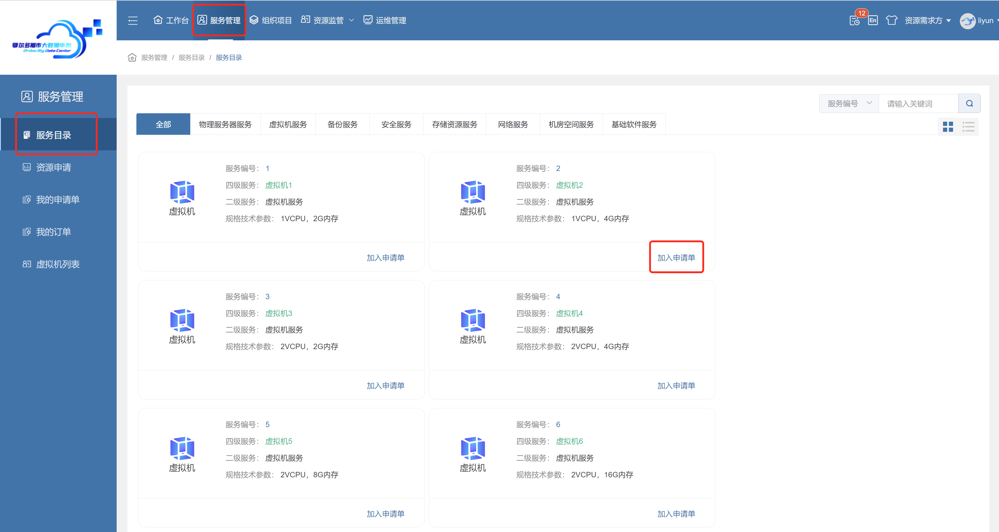 鄂尔多斯市大数据中心
Ordos Big Data Center
工作台 服务管理 组织项目 资源监管 运维管理 12 En 资源需求方 liyun
服务管理 / 服务目录 / 服务目录
服务管理
服务目录
资源申请
我的申请单
我的订单
虚拟机列表
服务编号 请输入关键词
全部 物理服务器服务 虚拟机服务 备份服务 安全服务 存储资源服务 网络服务 机房空间服务 基础软件服务
虚拟机
服务编号： 1
四级服务： 虚拟机1
二级服务： 虚拟机服务
规格技术参数： 1VCPU，2G内存
加入申请单
虚拟机
服务编号： 2
四级服务： 虚拟机2
二级服务： 虚拟机服务
规格技术参数： 1VCPU，4G内存
加入申请单
虚拟机
服务编号： 3
四级服务： 虚拟机3
二级服务： 虚拟机服务
规格技术参数： 2VCPU，2G内存
加入申请单
虚拟机
服务编号： 4
四级服务： 虚拟机4
二级服务： 虚拟机服务
规格技术参数： 2VCPU，4G内存
加入申请单
虚拟机
服务编号： 5
四级服务： 虚拟机5
二级服务： 虚拟机服务
规格技术参数： 2VCPU，8G内存
加入申请单
虚拟机
服务编号： 6
四级服务： 虚拟机6
二级服务： 虚拟机服务
规格技术参数： 2VCPU，16G内存
加入申请单